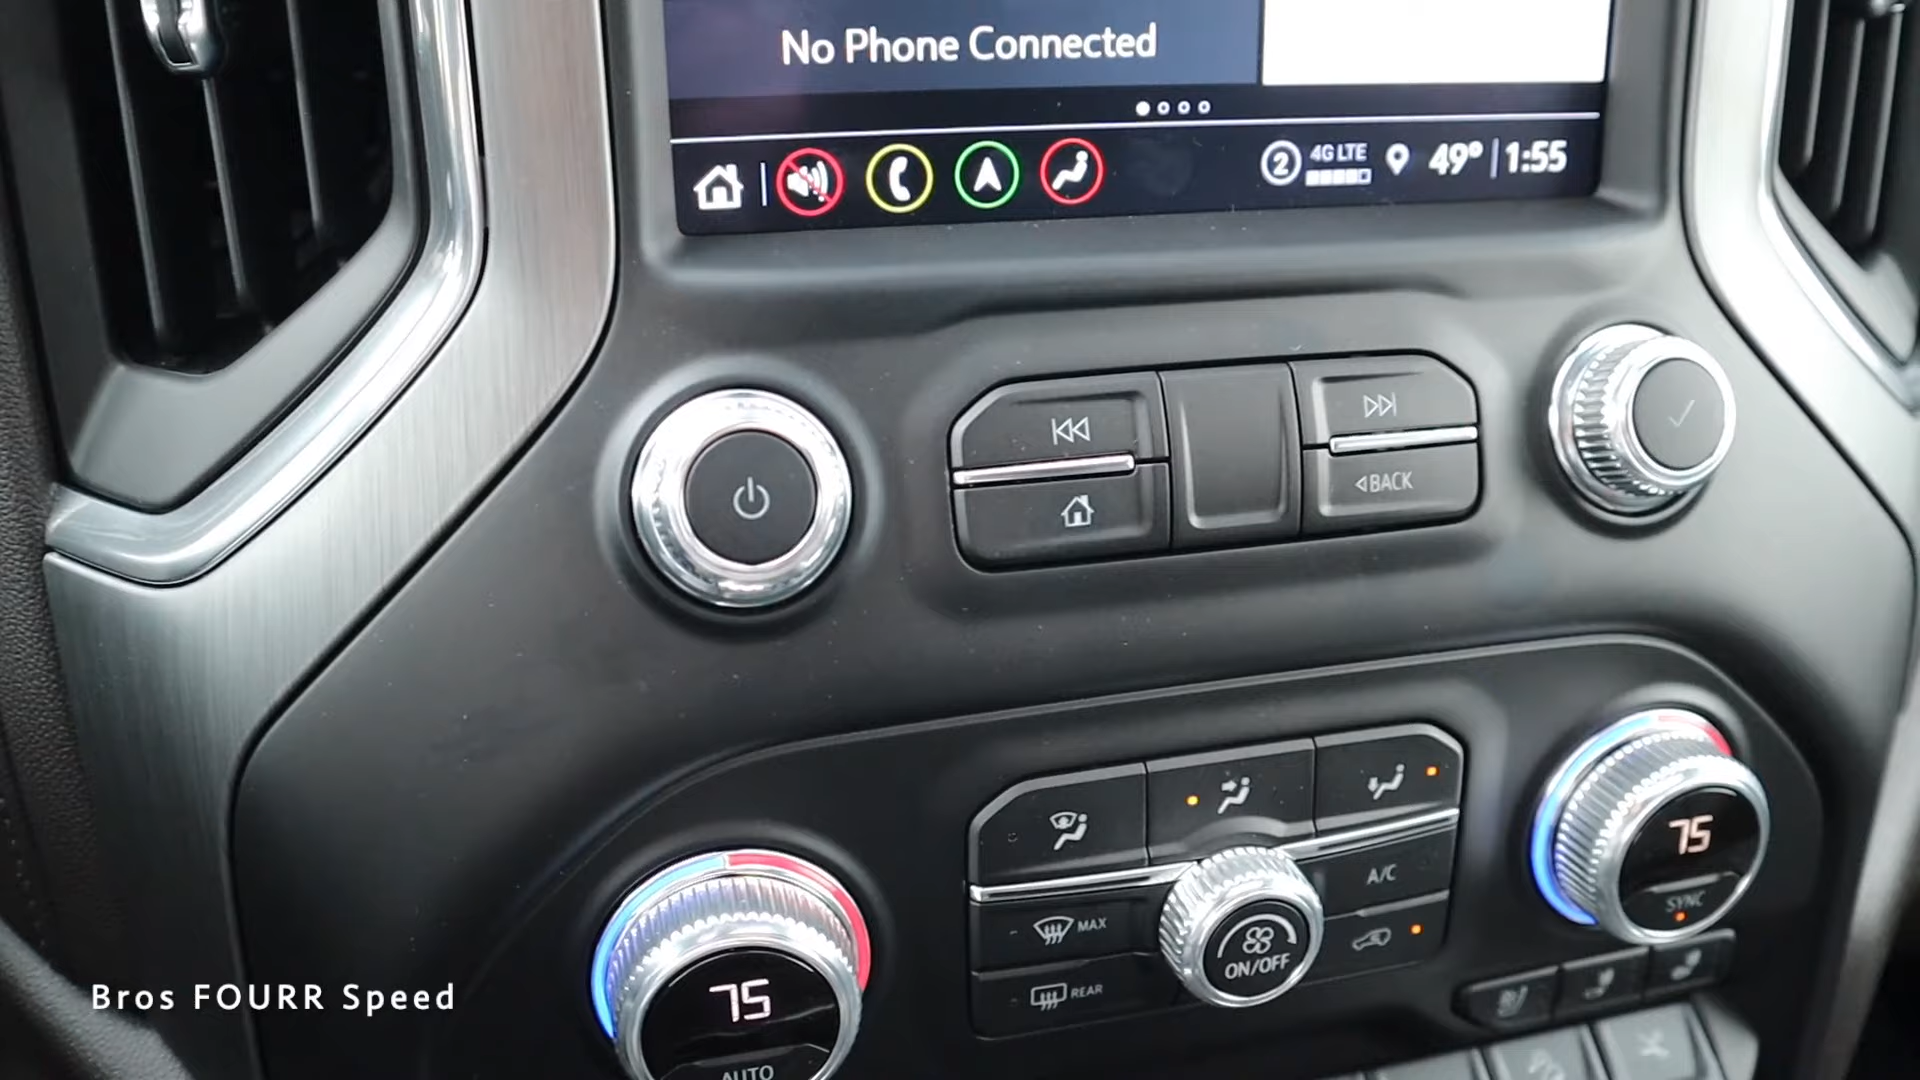 No Phone Connected
2 4G LTE 49° 1:55
BACK
75
SYNC
A/C
MAX
ON/OFF
REAR
75
AUTO
Bros FOURR Speed